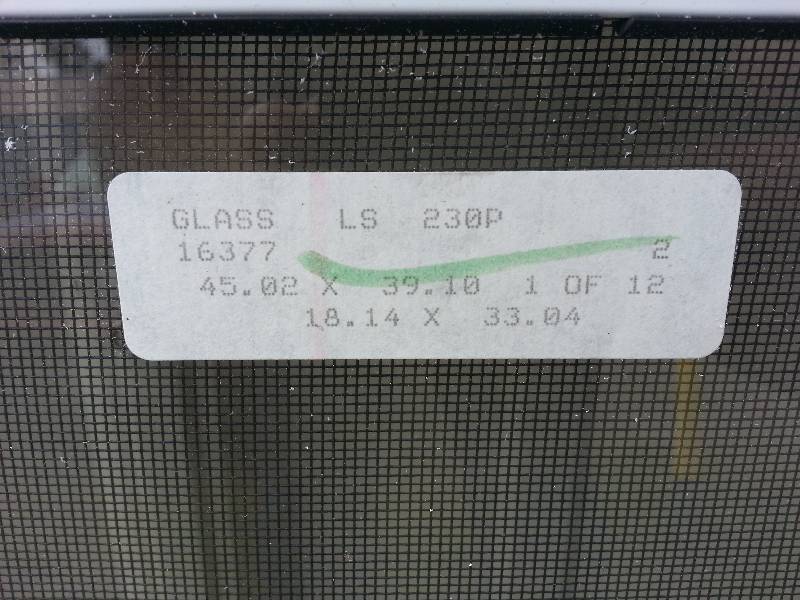 GLASS LS 230P
16377 2
45.02 X 39.10 1 OF 12
18.14 X 33.04